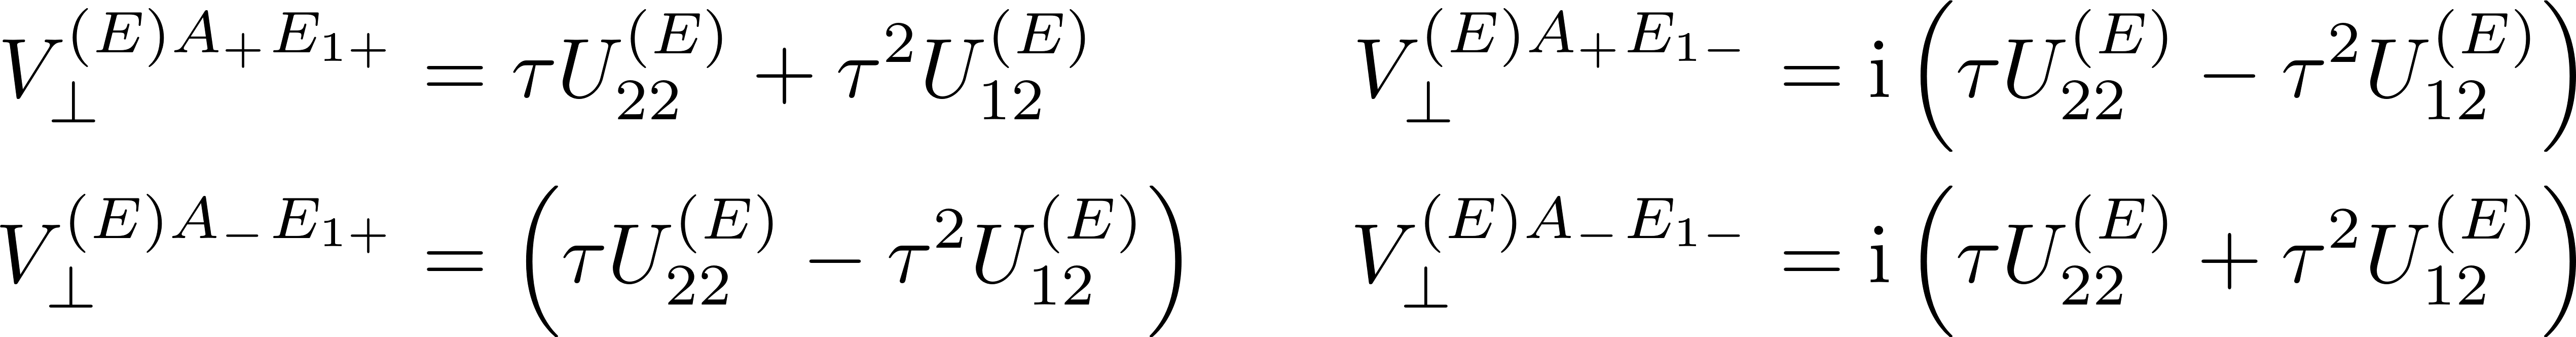 $V_{\perp}^{(E)A_{+}E_{1+}} = \tau U_{22}^{(E)} + \tau^{2} U_{12}^{(E)}$ $V_{\perp}^{(E)A_{+}E_{1-}} = \mathrm{i}\left(\tau U_{22}^{(E)} - \tau^{2} U_{12}^{(E)}\right)$
$V_{\perp}^{(E)A_{-}E_{1+}} = \left(\tau U_{22}^{(E)} - \tau^{2} U_{12}^{(E)}\right)$ $V_{\perp}^{(E)A_{-}E_{1-}} = \mathrm{i}\left(\tau U_{22}^{(E)} + \tau^{2} U_{12}^{(E)}\right)$